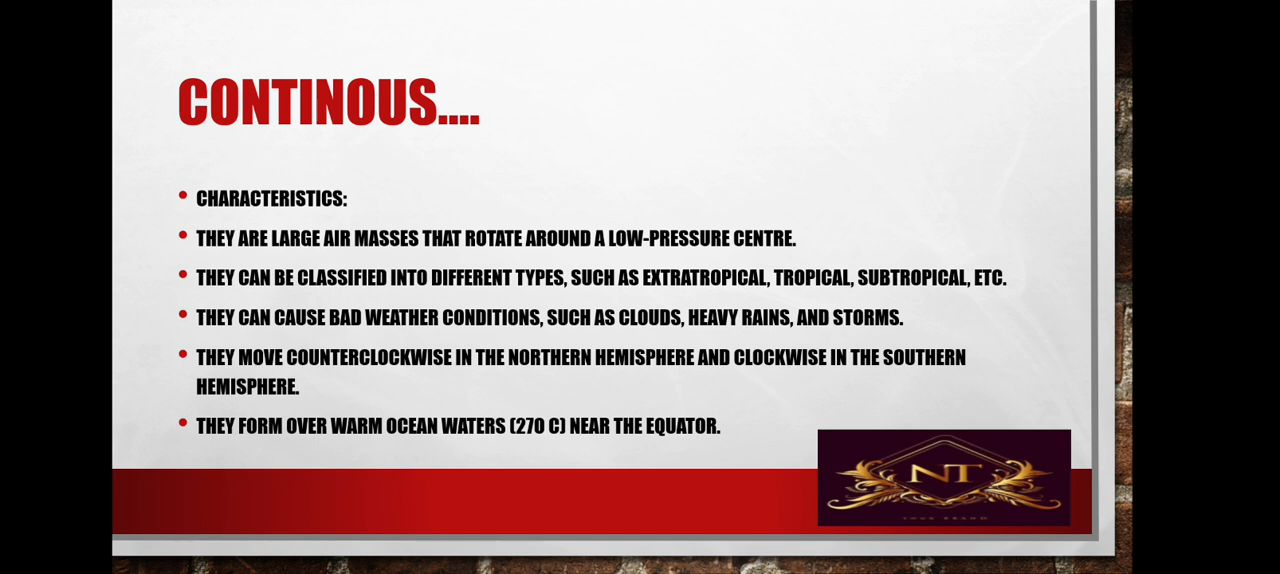 CONTINOUS....
CHARACTERISTICS:
THEY ARE LARGE AIR MASSES THAT ROTATE AROUND A LOW-PRESSURE CENTRE.
THEY CAN BE CLASSIFIED INTO DIFFERENT TYPES, SUCH AS EXTRATROPICAL, TROPICAL, SUBTROPICAL, ETC.
THEY CAN CAUSE BAD WEATHER CONDITIONS, SUCH AS CLOUDS, HEAVY RAINS, AND STORMS.
THEY MOVE COUNTERCLOCKWISE IN THE NORTHERN HEMISPHERE AND CLOCKWISE IN THE SOUTHERN
HEMISPHERE.
THEY FORM OVER WARM OCEAN WATERS (270 C) NEAR THE EQUATOR.
NT